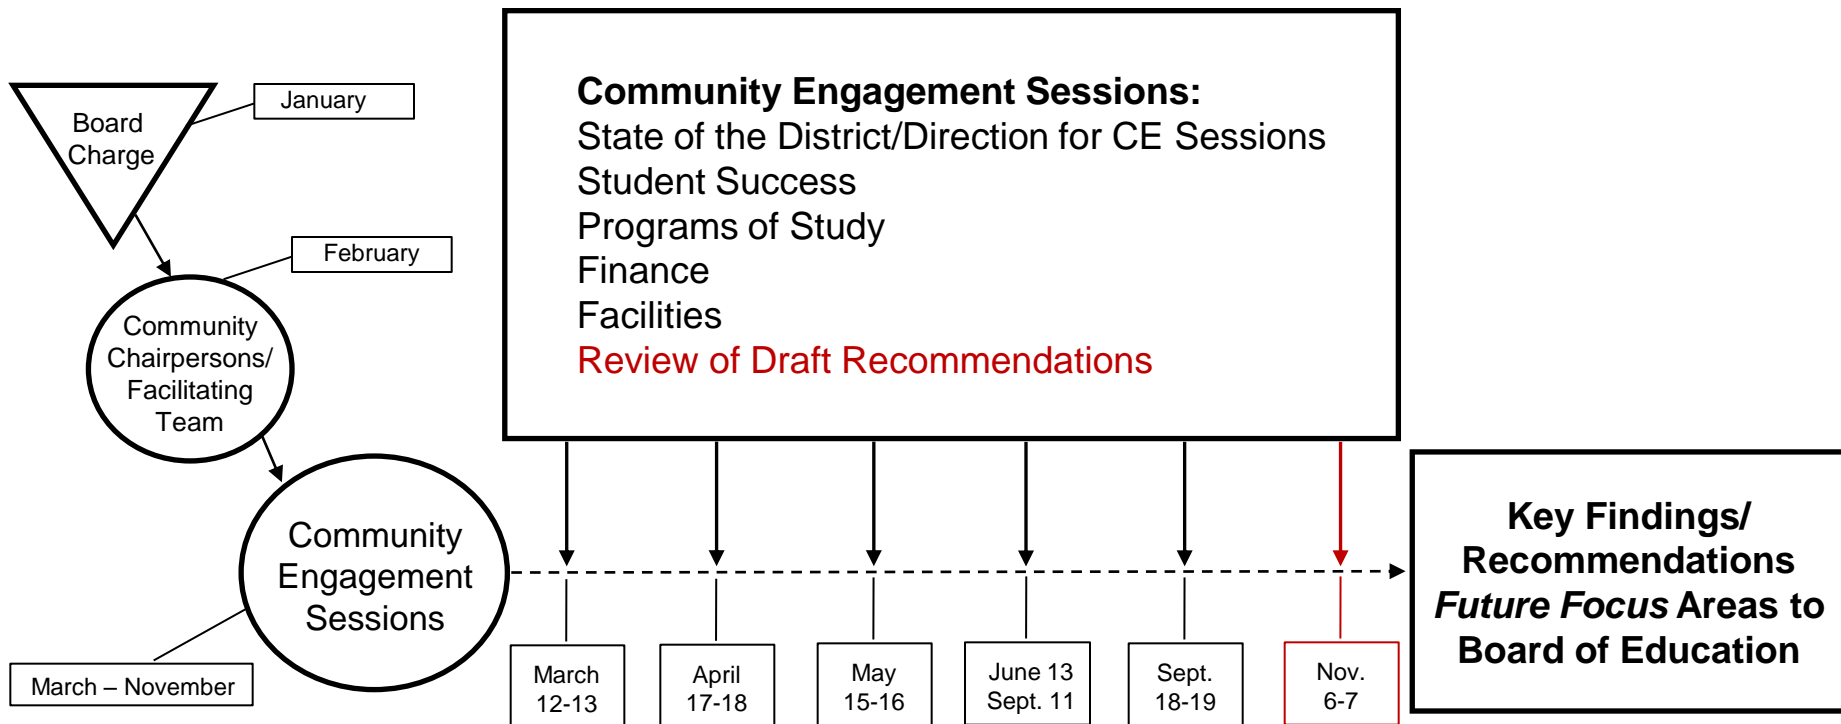 Board
Charge
January
February
Community
Chairpersons/
Facilitating
Team
Community
Engagement
Sessions
March – November
Community Engagement Sessions:
State of the District/Direction for CE Sessions
Student Success
Programs of Study
Finance
Facilities
Review of Draft Recommendations
March
12-13
April
17-18
May
15-16
June 13
Sept. 11
Sept.
18-19
Nov.
6-7
Key Findings/
Recommendations
Future Focus Areas to
Board of Education